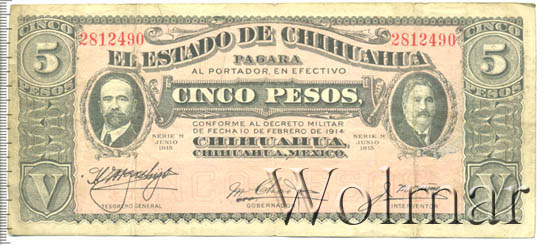 CINCO
5
PESOS
2812490
EL ESTADO DE CHIHUAHUA
2812490
CINCO
5
PESOS
PAGARA
AL PORTADOR, EN EFECTIVO
CINCO PESOS,
CONFORME AL DECRETO MILITAR
DE FECHA 10 DE FEBRERO DE 1914
SERIE M
JUNIO
1915
CHIHUAHUA,
CHIHUAHUA, MEXICO.
SERIE M
JUNIO
1915
V
V
TESORERO GENERAL
GOBERNADOR
INTERVENTOR
Wolmar